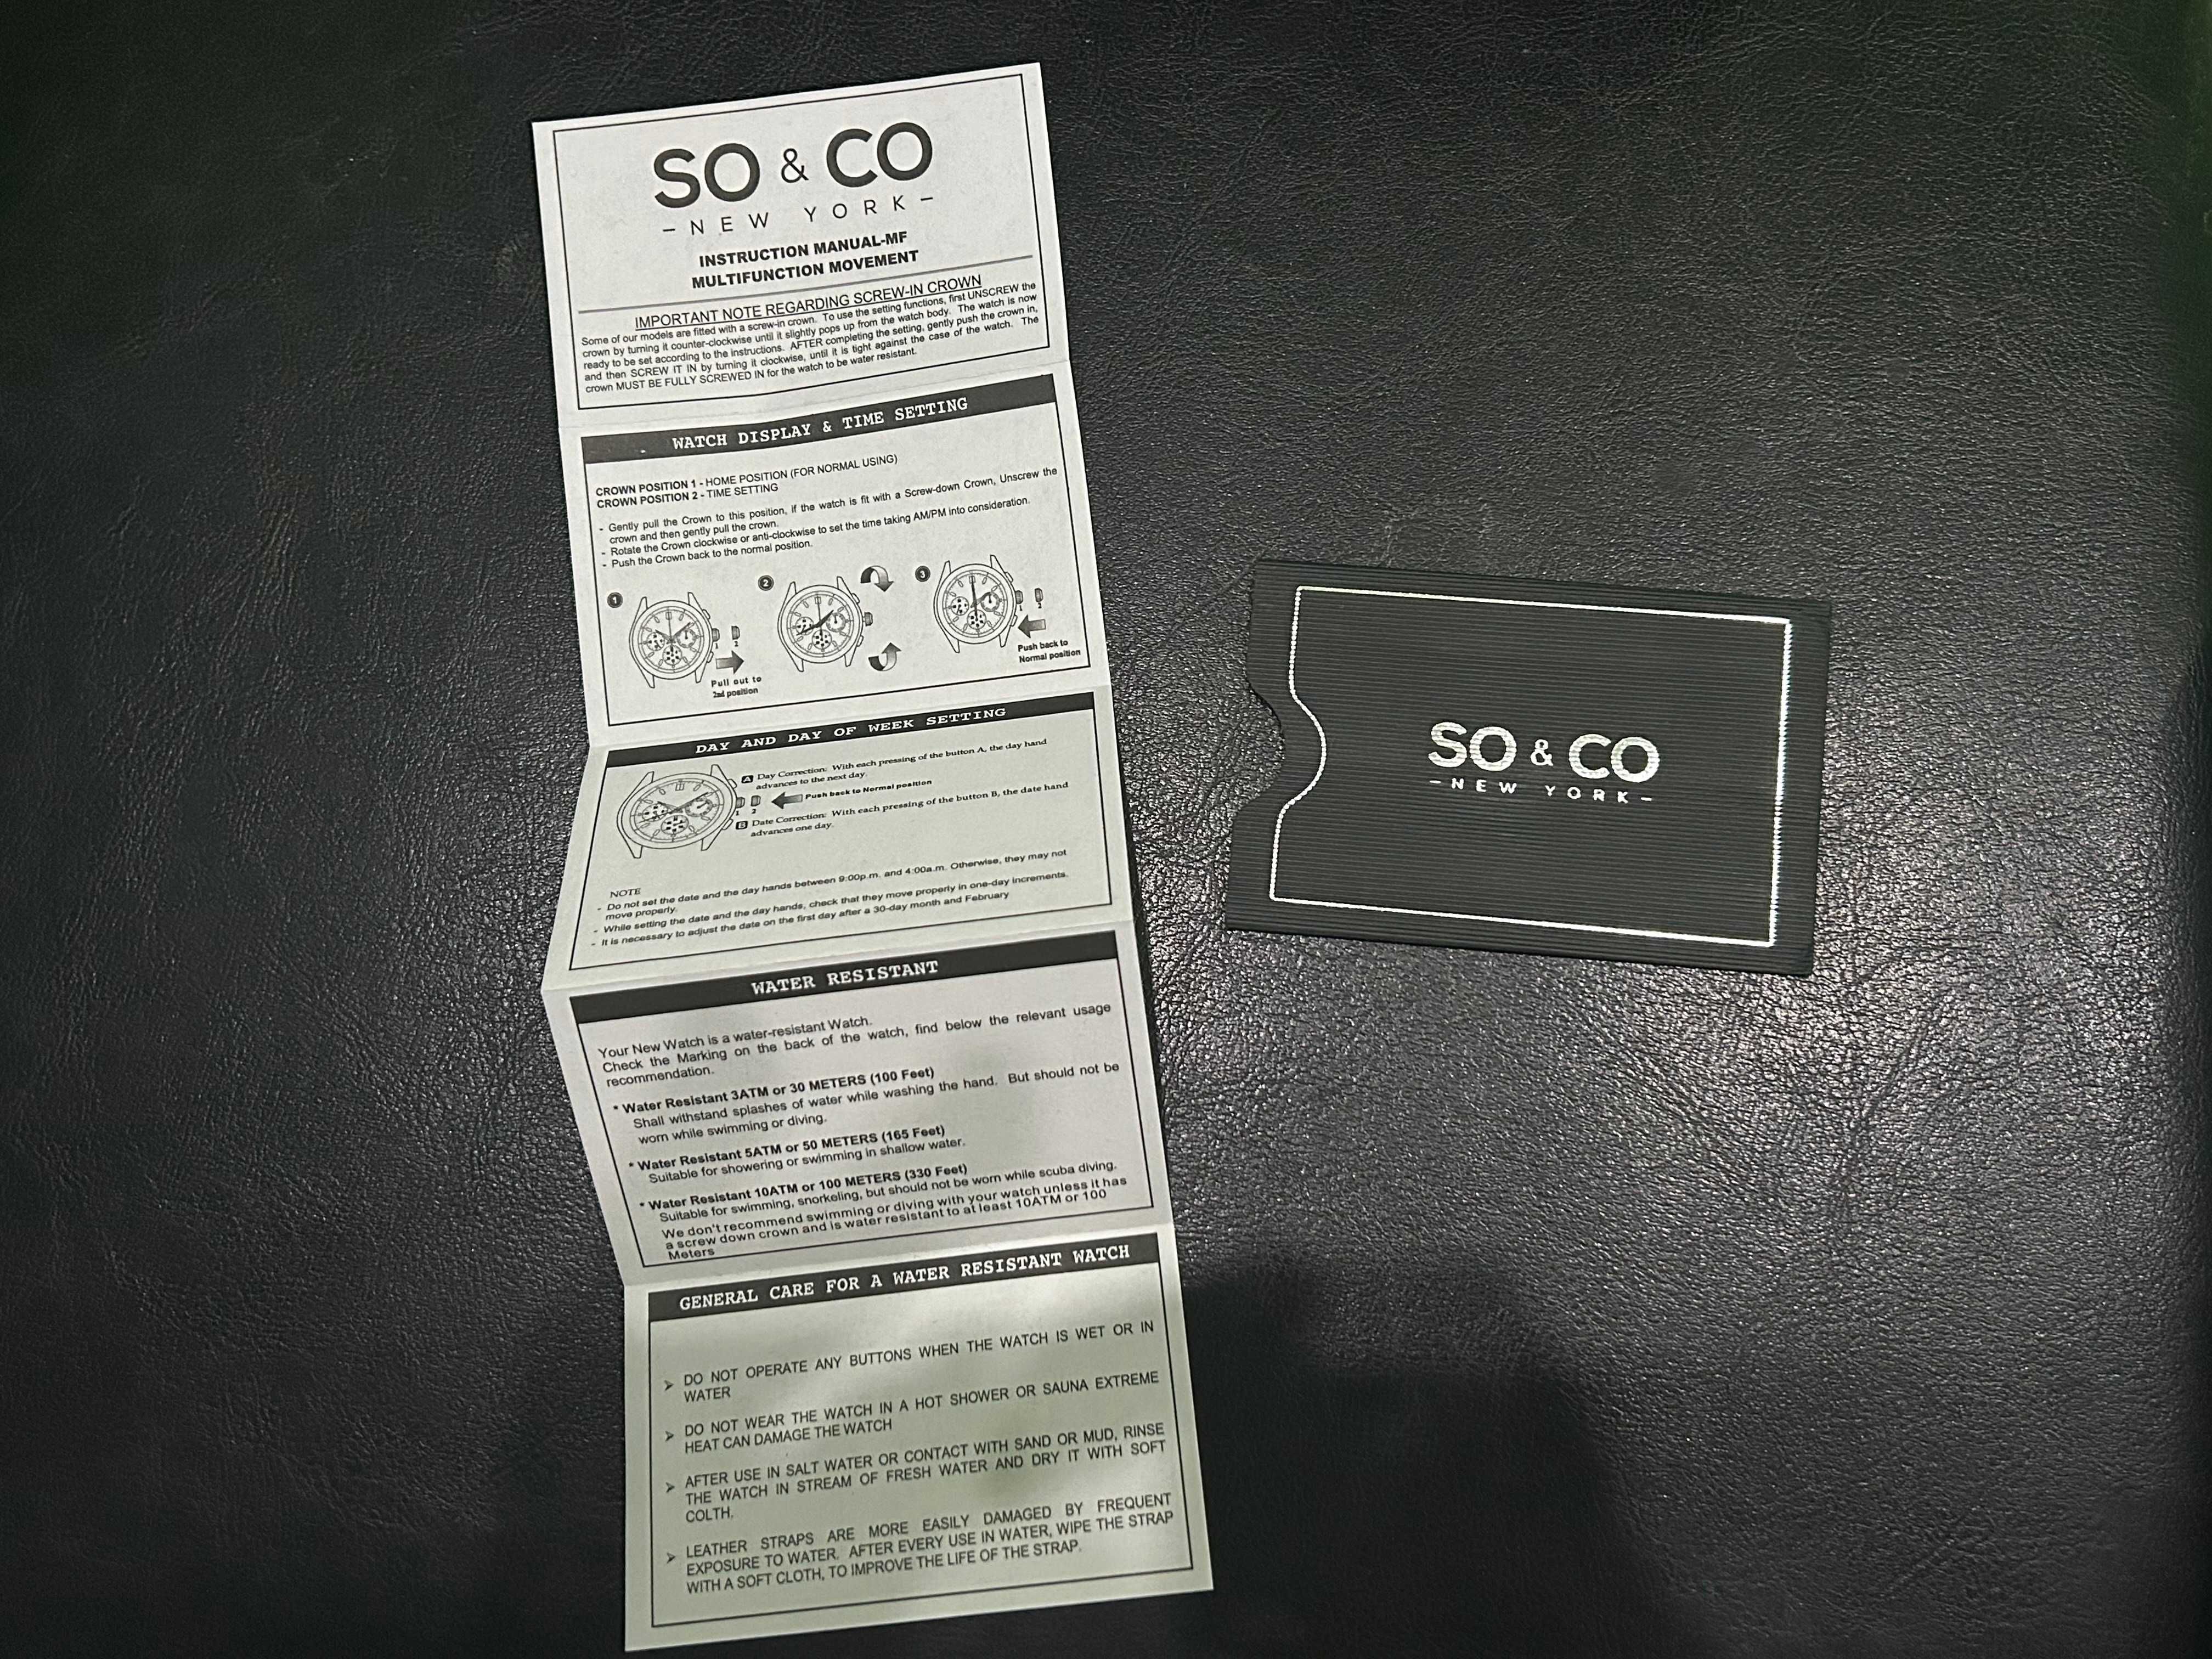 SO & CO
- NEW YORK -
INSTRUCTION MANUAL-MF
MULTIFUNCTION MOVEMENT
IMPORTANT NOTE REGARDING SCREW-IN CROWN
Some of our models are fitted with a screw-in crown. To use the setting functions, first UNSCREW the
crown by turning it counter-clockwise until it slightly pops up from the watch body. The watch is now
ready to be set according to the instructions. AFTER completing the setting, gently push the crown in,
and then SCREW IT IN by turning it clockwise, until it is tight against the case of the watch. The
crown MUST BE FULLY SCREWED IN for the watch to be water resistant.
WATCH DISPLAY & TIME SETTING
CROWN POSITION 1 - HOME POSITION (FOR NORMAL USING)
CROWN POSITION 2 - TIME SETTING
- Gently pull the Crown to this position, if the watch is fit with a Screw-down Crown, Unscrew the
crown and then gently pull the crown.
- Rotate the Crown clockwise or anti-clockwise to set the time taking AM/PM into consideration.
- Push the Crown back to the normal position.
1
1 2
Pull out to
2nd position
2
3
1 2
Push back to
Normal position
DAY AND DAY OF WEEK SETTING
A Day Correction: With each pressing of the button A, the day hand
advances to the next day.
1 2
Push back to Normal position
B Date Correction: With each pressing of the button B, the date hand
advances one day.
NOTE
- Do not set the date and the day hands between 9:00p.m. and 4:00a.m. Otherwise, they may not
move properly.
- While setting the date and the day hands, check that they move properly in one-day increments.
- It is necessary to adjust the date on the first day after a 30-day month and February
WATER RESISTANT
Your New Watch is a water-resistant Watch.
Check the Marking on the back of the watch, find below the relevant usage
recommendation.
* Water Resistant 3ATM or 30 METERS (100 Feet)
Shall withstand splashes of water while washing the hand. But should not be
worn while swimming or diving.
* Water Resistant 5ATM or 50 METERS (165 Feet)
Suitable for showering or swimming in shallow water.
* Water Resistant 10ATM or 100 METERS (330 Feet)
Suitable for swimming, snorkeling, but should not be worn while scuba diving.
We don't recommend swimming or diving with your watch unless it has
a screw down crown and is water resistant to at least 10ATM or 100
Meters
GENERAL CARE FOR A WATER RESISTANT WATCH
➢ DO NOT OPERATE ANY BUTTONS WHEN THE WATCH IS WET OR IN
WATER
➢ DO NOT WEAR THE WATCH IN A HOT SHOWER OR SAUNA EXTREME
HEAT CAN DAMAGE THE WATCH
➢ AFTER USE IN SALT WATER OR CONTACT WITH SAND OR MUD, RINSE
THE WATCH IN STREAM OF FRESH WATER AND DRY IT WITH SOFT
COLTH.
➢ LEATHER STRAPS ARE MORE EASILY DAMAGED BY FREQUENT
EXPOSURE TO WATER. AFTER EVERY USE IN WATER, WIPE THE STRAP
WITH A SOFT CLOTH, TO IMPROVE THE LIFE OF THE STRAP.
SO & CO
- NEW YORK -